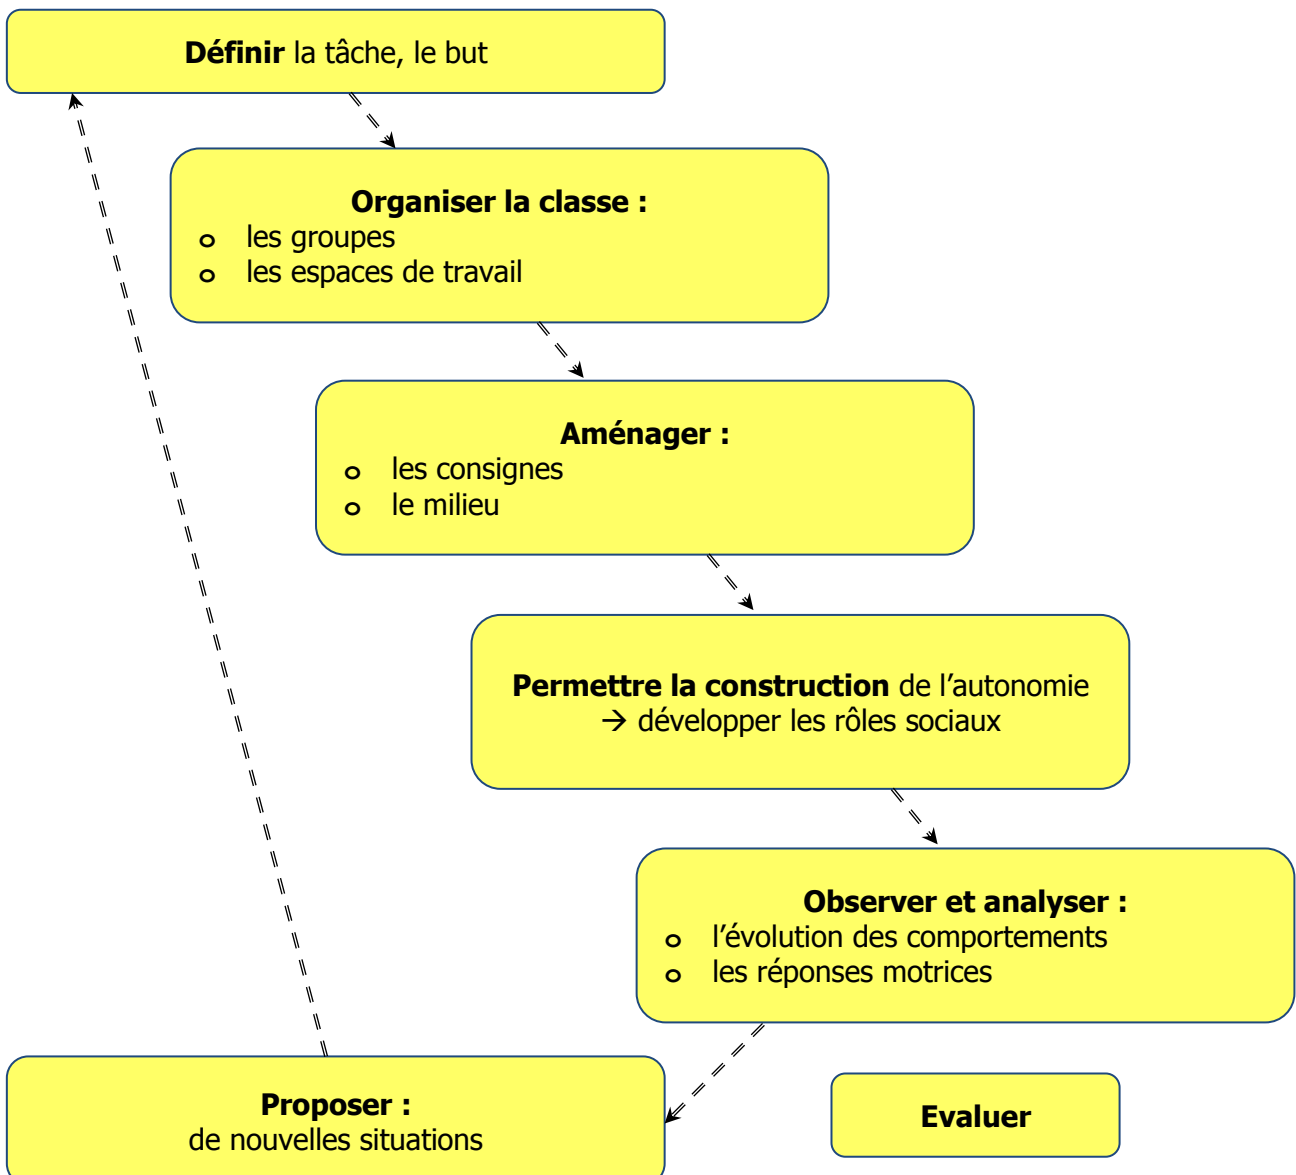 Définir la tâche, le but
Organiser la classe :
o les groupes
o les espaces de travail
Aménager :
o les consignes
o le milieu
Permettre la construction de l’autonomie
→ développer les rôles sociaux
Observer et analyser :
o l’évolution des comportements
o les réponses motrices
Proposer :
de nouvelles situations
Evaluer